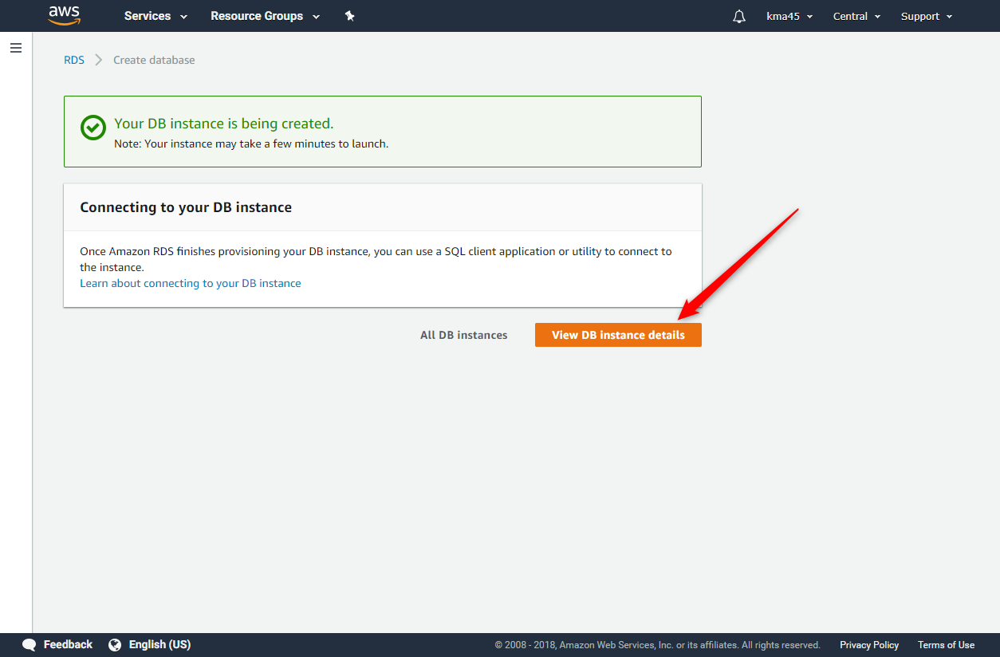 aws Services Resource Groups kma45 Central Support
RDS Create database
Your DB instance is being created.
Note: Your instance may take a few minutes to launch.
Connecting to your DB instance
Once Amazon RDS finishes provisioning your DB instance, you can use a SQL client application or utility to connect to
the instance.
Learn about connecting to your DB instance
All DB instances View DB instance details
Feedback English (US) © 2008 - 2018, Amazon Web Services, Inc. or its affiliates. All rights reserved. Privacy Policy Terms of Use